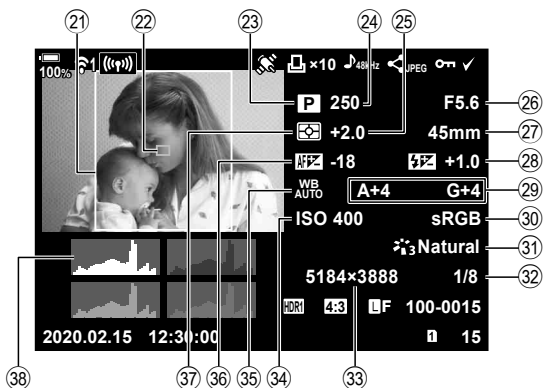 21 22 23 24 25
100% 1 ×10 48kHz JPEG
P 250 F5.6 26
+2.0 45mm 27
AF -18 +1.0 28
WB AUTO A+4 G+4 29
ISO 400 sRGB 30
3 Natural 31
5184×3888 1/8 32
HDR1 4:3 LF 100-0015
2020.02.15 12:30:00 1 15
38 37 36 35 34 33